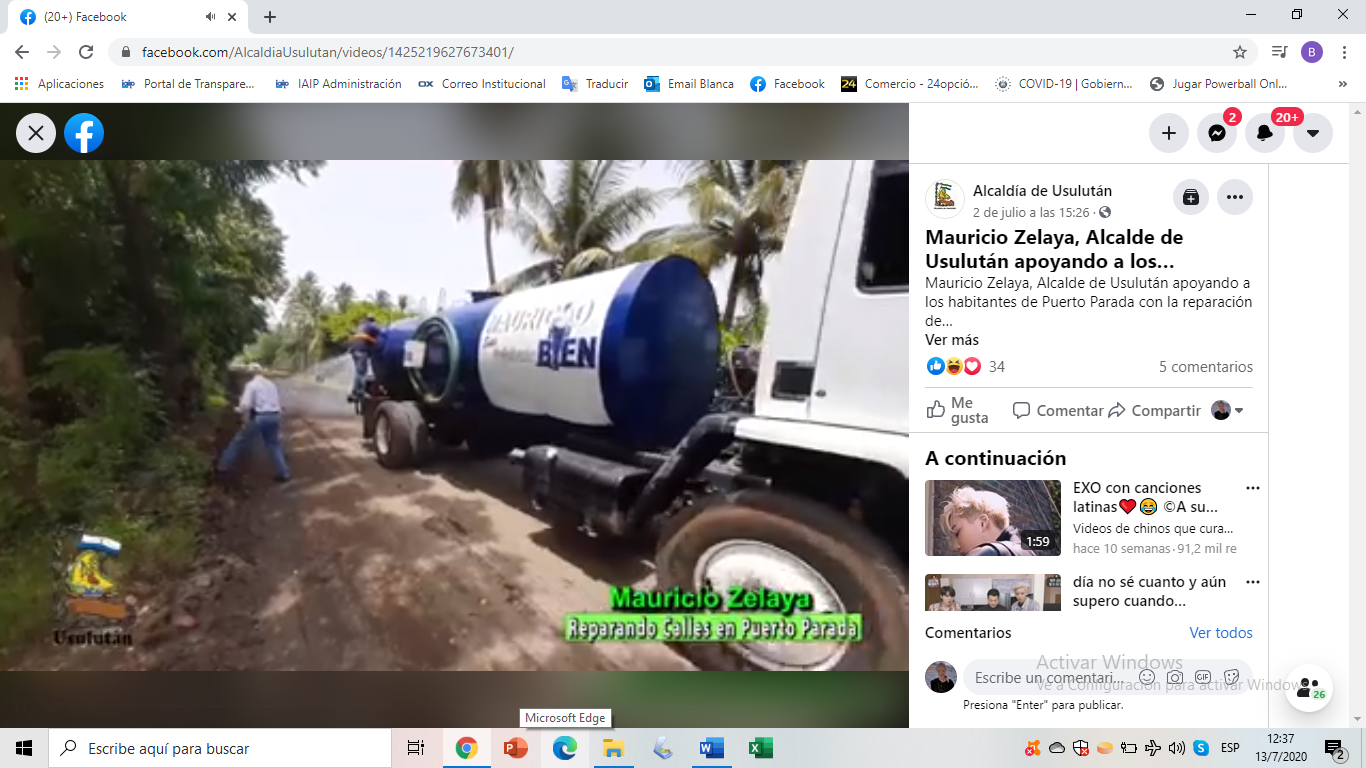 (20+) Facebook
facebook.com/AlcaldiaUsulutan/videos/1425219627673401/
B
Aplicaciones
Portal de Transpare...
IAIP Administración
Correo Institucional
Traducir
Email Blanca
Facebook
24
Comercio - 24opció...
COVID-19 | Gobiern...
Jugar Powerball Onl...
»
2
20+
MAURICIO
BIEN
Usulután
Mauricio Zelaya
Reparando Calles en Puerto Parada
Alcaldía de Usulután
2 de julio a las 15:26 ·
Mauricio Zelaya, Alcalde de
Usulután apoyando a los...
Mauricio Zelaya, Alcalde de Usulután apoyando a
los habitantes de Puerto Parada con la reparación
de...
Ver más
34
5 comentarios
Me
gusta
Comentar
Compartir
A continuación
1:59
EXO con canciones
latinas❤️😂 ©A su...
Videos de chinos que cura...
hace 10 semanas · 91,2 mil re
día no sé cuanto y aún
supero cuando...
Comentarios
Ver todos
Escribe un comentari...
GIF
Presiona "Enter" para publicar.
Activar Windows
Ve a Configuración para activar Windows.
26
Microsoft Edge
Escribe aquí para buscar
ESP
12:37
13/7/2020
2